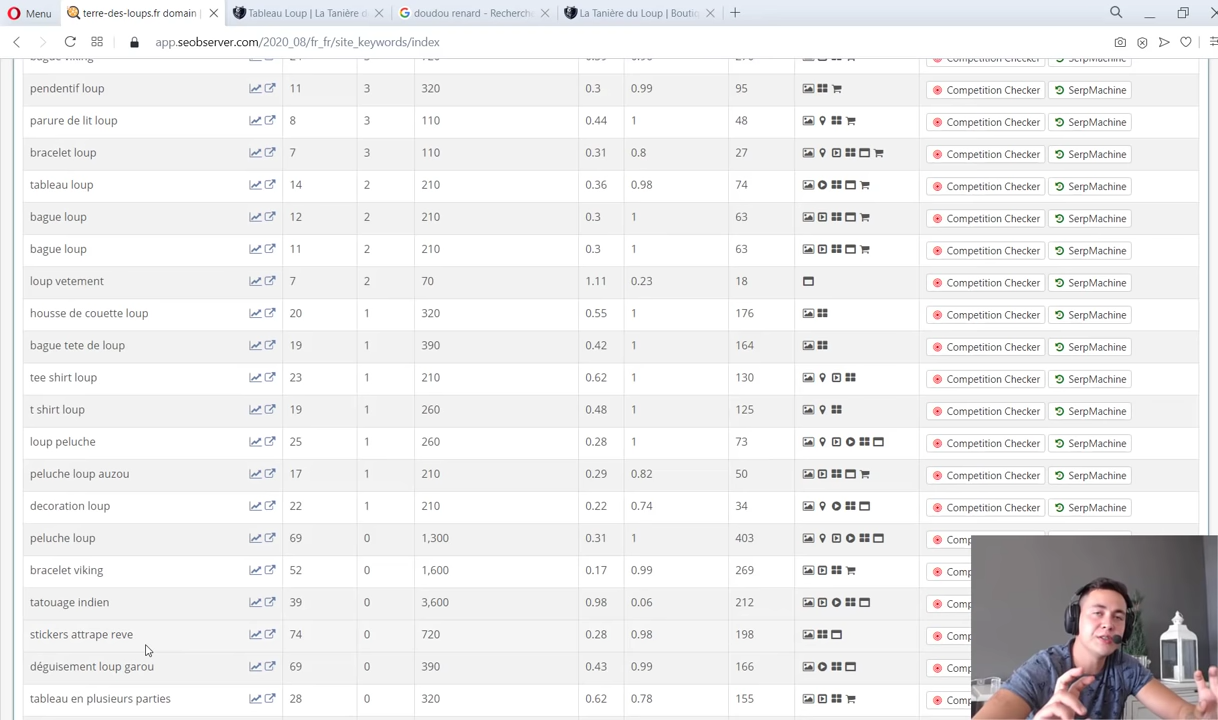 Menu
terre-des-loups.fr domain
Tableau Loup | La Tanière d
doudou renard - Recherch
La Tanière du Loup | Boutic
app.seobserver.com/2020_08/fr_fr/site_keywords/index
bague viking
pendentif loup 11 3 320 0.3 0.99 95 Competition Checker SerpMachine
parure de lit loup 8 3 110 0.44 1 48 Competition Checker SerpMachine
bracelet loup 7 3 110 0.31 0.8 27 Competition Checker SerpMachine
tableau loup 14 2 210 0.36 0.98 74 Competition Checker SerpMachine
bague loup 12 2 210 0.3 1 63 Competition Checker SerpMachine
bague loup 11 2 210 0.3 1 63 Competition Checker SerpMachine
loup vetement 7 2 70 1.11 0.23 18 Competition Checker SerpMachine
housse de couette loup 20 1 320 0.55 1 176 Competition Checker SerpMachine
bague tete de loup 19 1 390 0.42 1 164 Competition Checker SerpMachine
tee shirt loup 23 1 210 0.62 1 130 Competition Checker SerpMachine
t shirt loup 19 1 260 0.48 1 125 Competition Checker SerpMachine
loup peluche 25 1 260 0.28 1 73 Competition Checker SerpMachine
peluche loup auzou 17 1 210 0.29 0.82 50 Competition Checker SerpMachine
decoration loup 22 1 210 0.22 0.74 34 Competition Checker SerpMachine
peluche loup 69 0 1,300 0.31 1 403 Comp
bracelet viking 52 0 1,600 0.17 0.99 269 Comp
tatouage indien 39 0 3,600 0.98 0.06 212 Comp
stickers attrape reve 74 0 720 0.28 0.98 198 Comp
déguisement loup garou 69 0 390 0.43 0.99 166 Comp
tableau en plusieurs parties 28 0 320 0.62 0.78 155 Comp